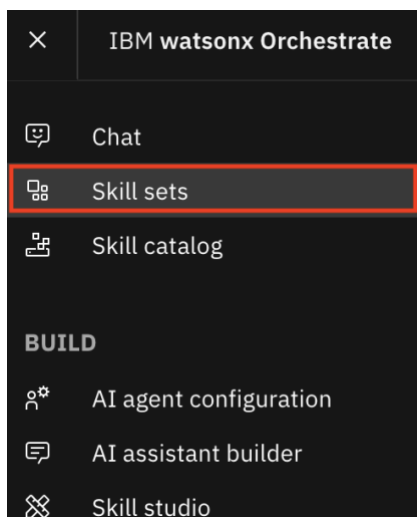 IBM watsonx Orchestrate
Chat
Skill sets
Skill catalog
BUILD
AI agent configuration
AI assistant builder
Skill studio